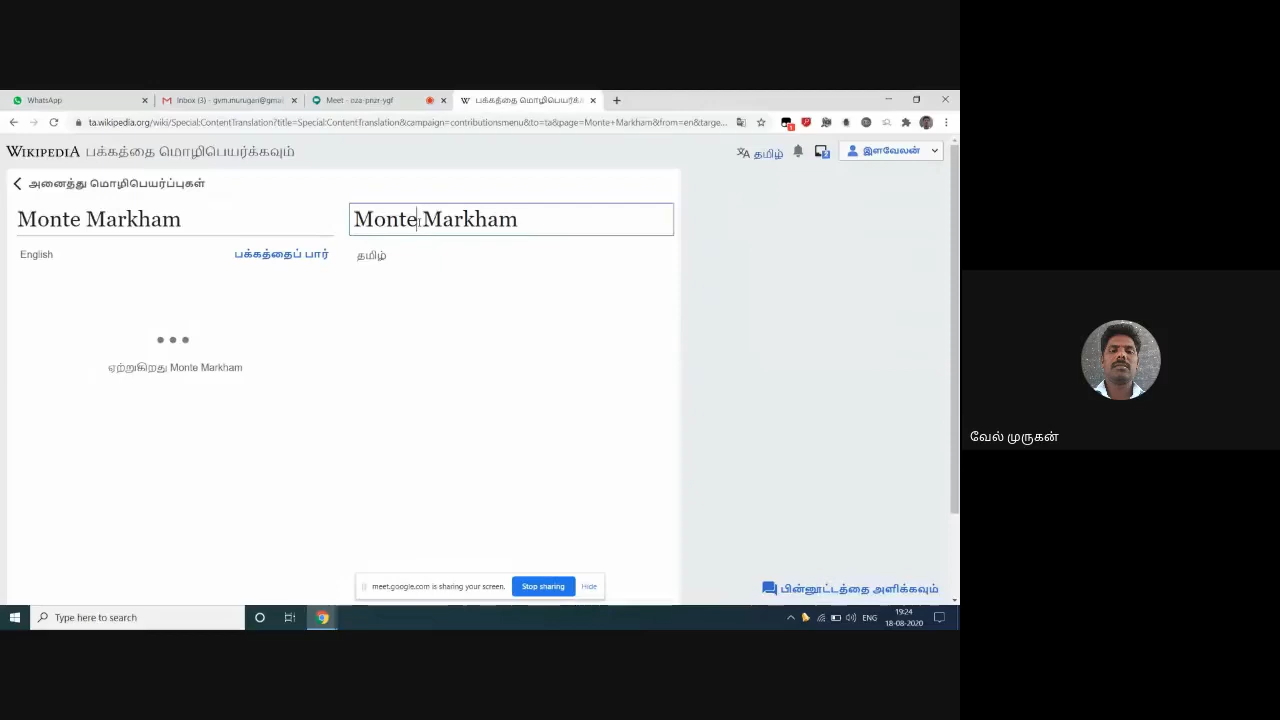 WhatsApp
Inbox (3) - gvm.murugan@gmai
Meet - oza-pnzr-ygf
பக்கத்தை மொழிபெயர்க்க
ta.wikipedia.org/wiki/Special:ContentTranslation?title=Special:ContentTranslation&campaign=contributionsmenu&to=ta&page=Monte+Markham&from=en&targe...
WIKIPEDIA பக்கத்தை மொழிபெயர்க்கவும்
தமிழ்
இளவேலன்
அனைத்து மொழிபெயர்ப்புகள்
Monte Markham
Monte Markham
English
பக்கத்தைப் பார்
தமிழ்
ஏற்றுகிறது Monte Markham
வேல் முருகன்
meet.google.com is sharing your screen.
Stop sharing
Hide
பின்னூட்டத்தை அளிக்கவும்
Type here to search
ENG
19:24
18-08-2020